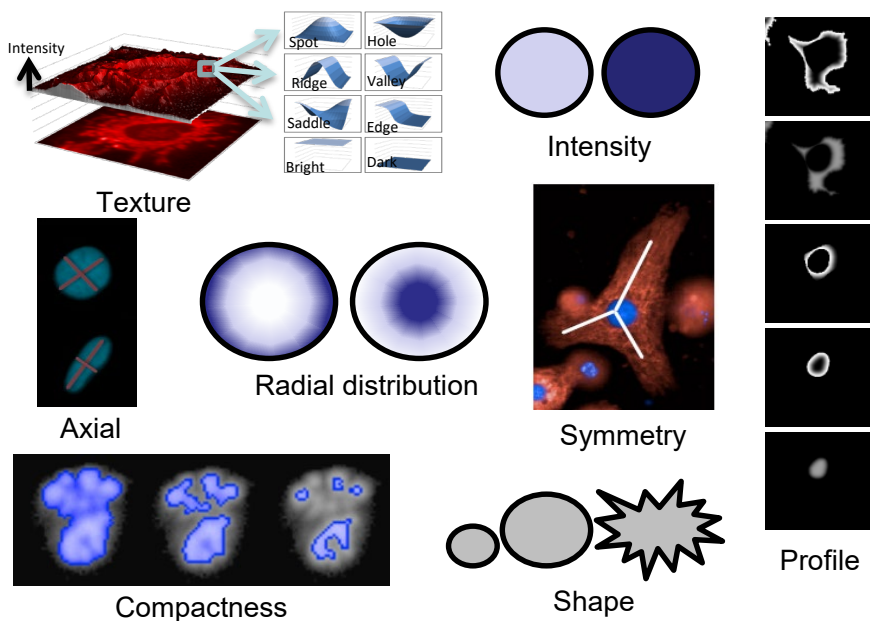 Intensity
Spot
Hole
Ridge
Valley
Saddle
Edge
Bright
Dark
Texture
Intensity
Axial
Radial distribution
Symmetry
Compactness
Shape
Profile